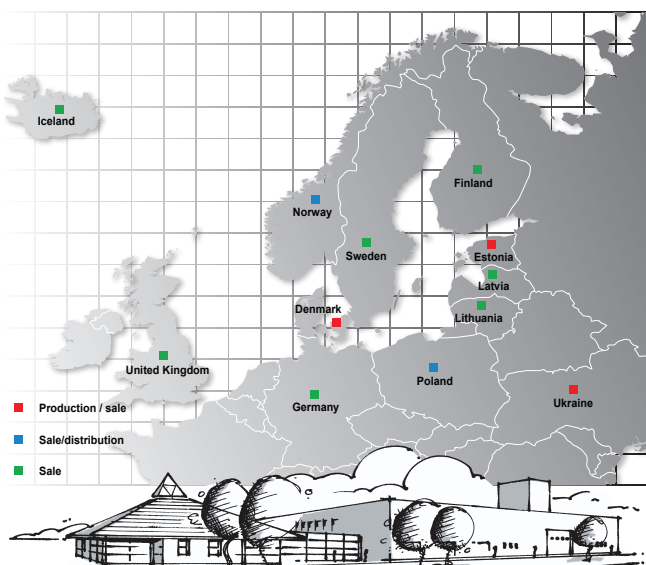 Iceland
Finland
Norway
Sweden
Estonia
Latvia
Denmark
Lithuania
United Kingdom
Poland
Germany
Ukraine
Production / sale
Sale/distribution
Sale